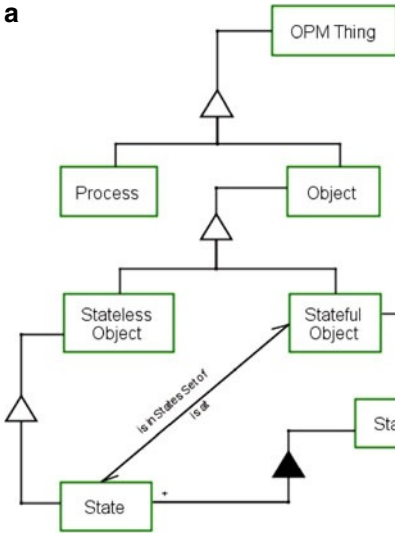 a
OPM Thing
Process
Object
Stateless
Object
Stateful
Object
is in States Set of
is at
+
State